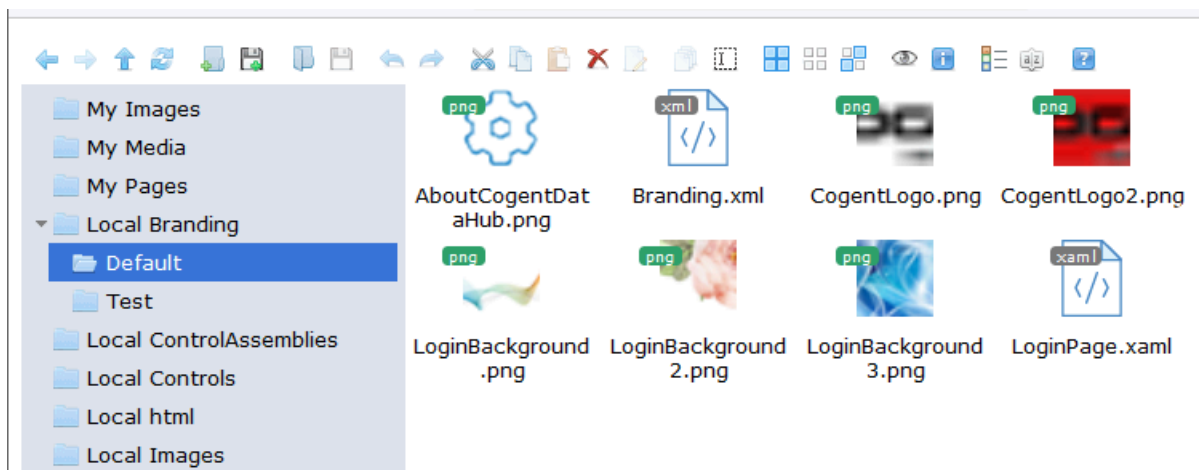 My Images
My Media
My Pages
Local Branding
Default
Test
Local ControlAssemblies
Local Controls
Local html
Local Images
png
xml
png
png
AboutCogentDat
aHub.png
Branding.xml
CogentLogo.png
CogentLogo2.png
png
png
png
xaml
LoginBackground
.png
LoginBackground
2.png
LoginBackground
3.png
LoginPage.xaml